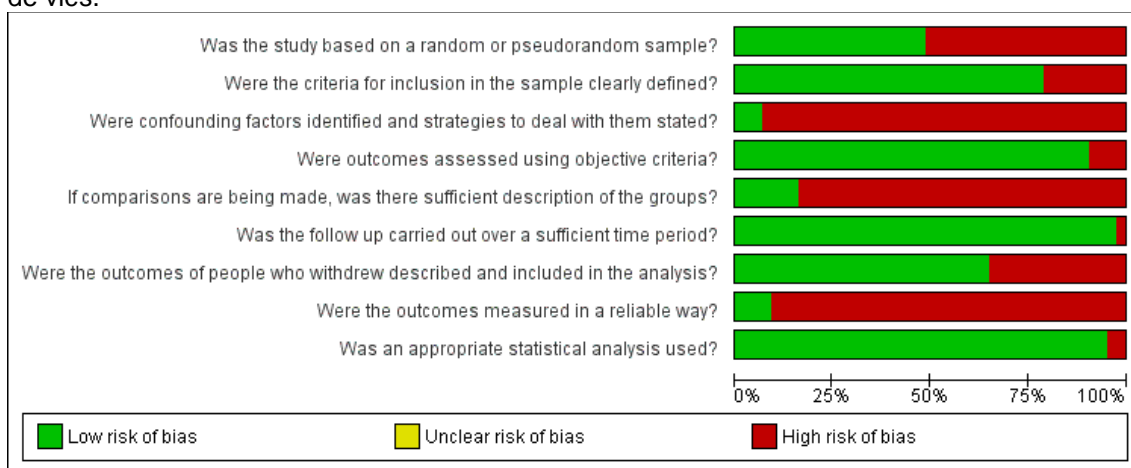 de vies.
Was the study based on a random or pseudorandom sample?
Were the criteria for inclusion in the sample clearly defined?
Were confounding factors identified and strategies to deal with them stated?
Were outcomes assessed using objective criteria?
If comparisons are being made, was there sufficient description of the groups?
Was the follow up carried out over a sufficient time period?
Were the outcomes of people who withdrew described and included in the analysis?
Were the outcomes measured in a reliable way?
Was an appropriate statistical analysis used?
0% 25% 50% 75% 100%
Low risk of bias Unclear risk of bias High risk of bias